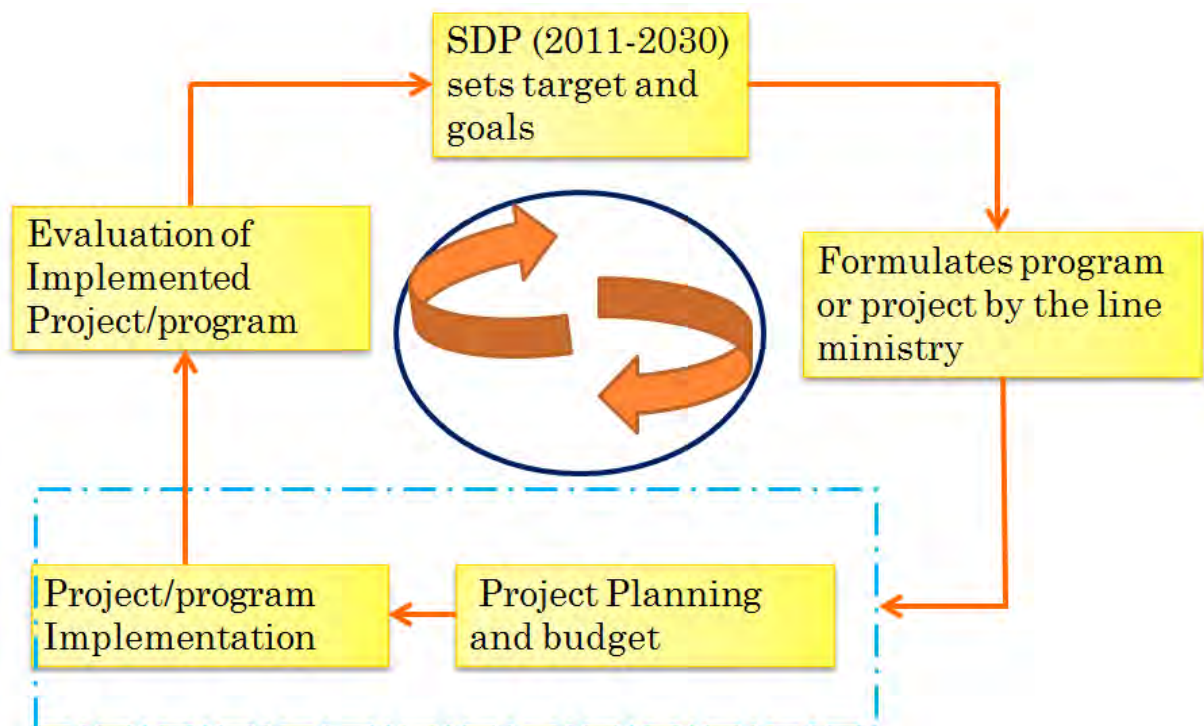 SDP (2011-2030)
sets target and
goals
Evaluation of
Implemented
Project/program
Formulates program
or project by the line
ministry
Project/program
Implementation
Project Planning
and budget